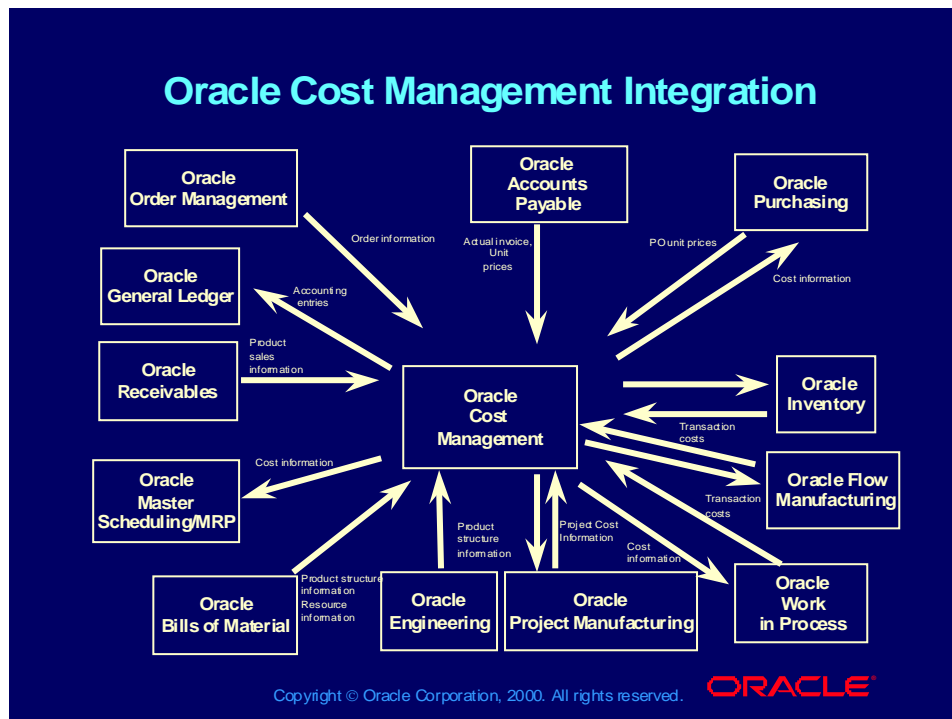 Oracle Cost Management Integration
Oracle
Order Management
Oracle
Accounts
Payable
Oracle
Purchasing
Order information
Actual invoice,
Unit
prices
PO unit prices
Cost information
Oracle
General Ledger
Accounting
entries
Product
sales
information
Oracle
Receivables
Oracle
Cost
Management
Oracle
Inventory
Transaction
costs
Cost information
Oracle
Master
Scheduling/MRP
Oracle Flow
Manufacturing
Transaction
costs
Product
structure
information
Project Cost
Information
Cost
information
Product structure
information
Resource
information
Oracle
Bills of Material
Oracle
Engineering
Oracle
Project Manufacturing
Oracle
Work
in Process
Copyright © Oracle Corporation, 2000. All rights reserved.
ORACLE®